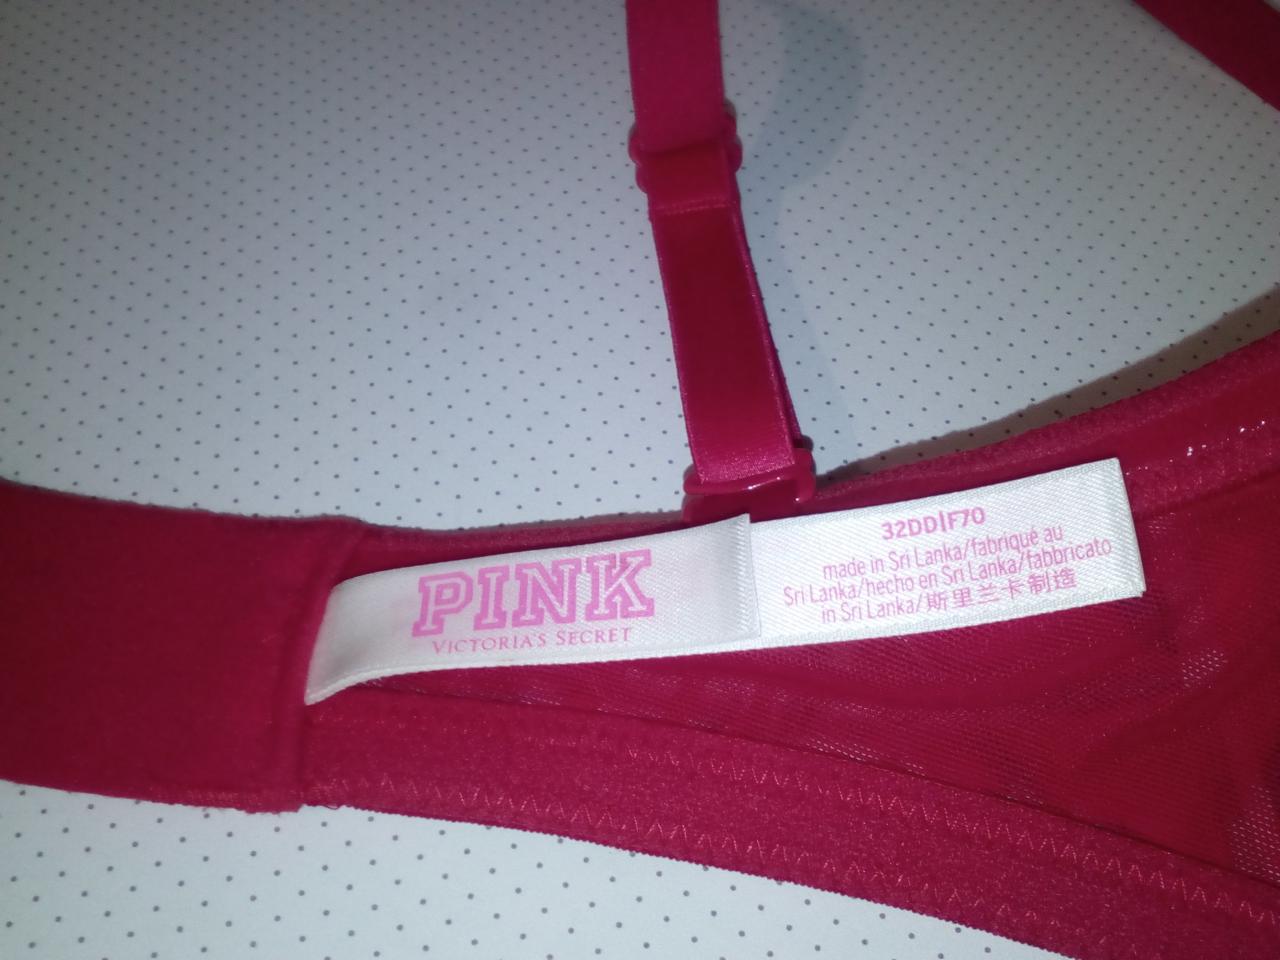 PINK
VICTORIA'S SECRET
32DD|F70
made in Sri Lanka/fabriqué au
Sri Lanka/hecho en Sri Lanka/fabbricato
in Sri Lanka/斯里兰卡制造